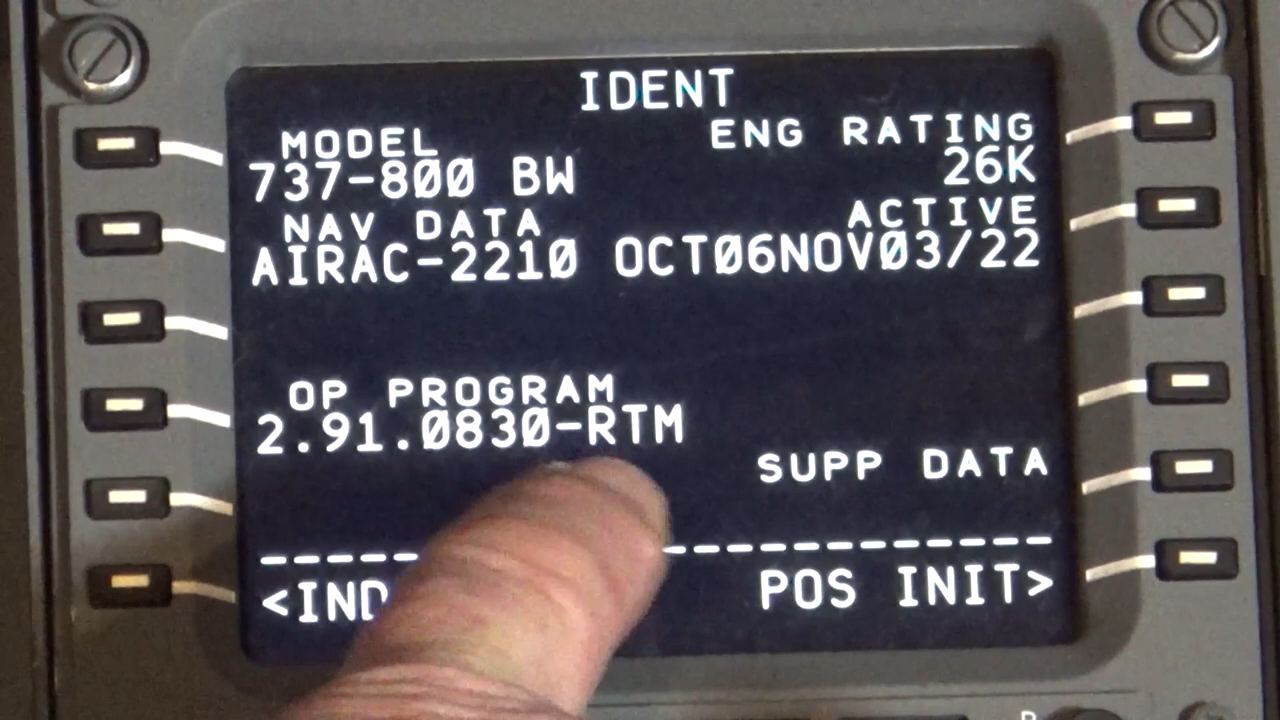 IDENT
MODEL ENG RATING
737-800 BW 26K
NAV DATA ACTIVE
AIRAC-2210 OCT06NOV03/22
OP PROGRAM
2.91.0830-RTM
SUPP DATA
------------------------
<IND POS INIT>